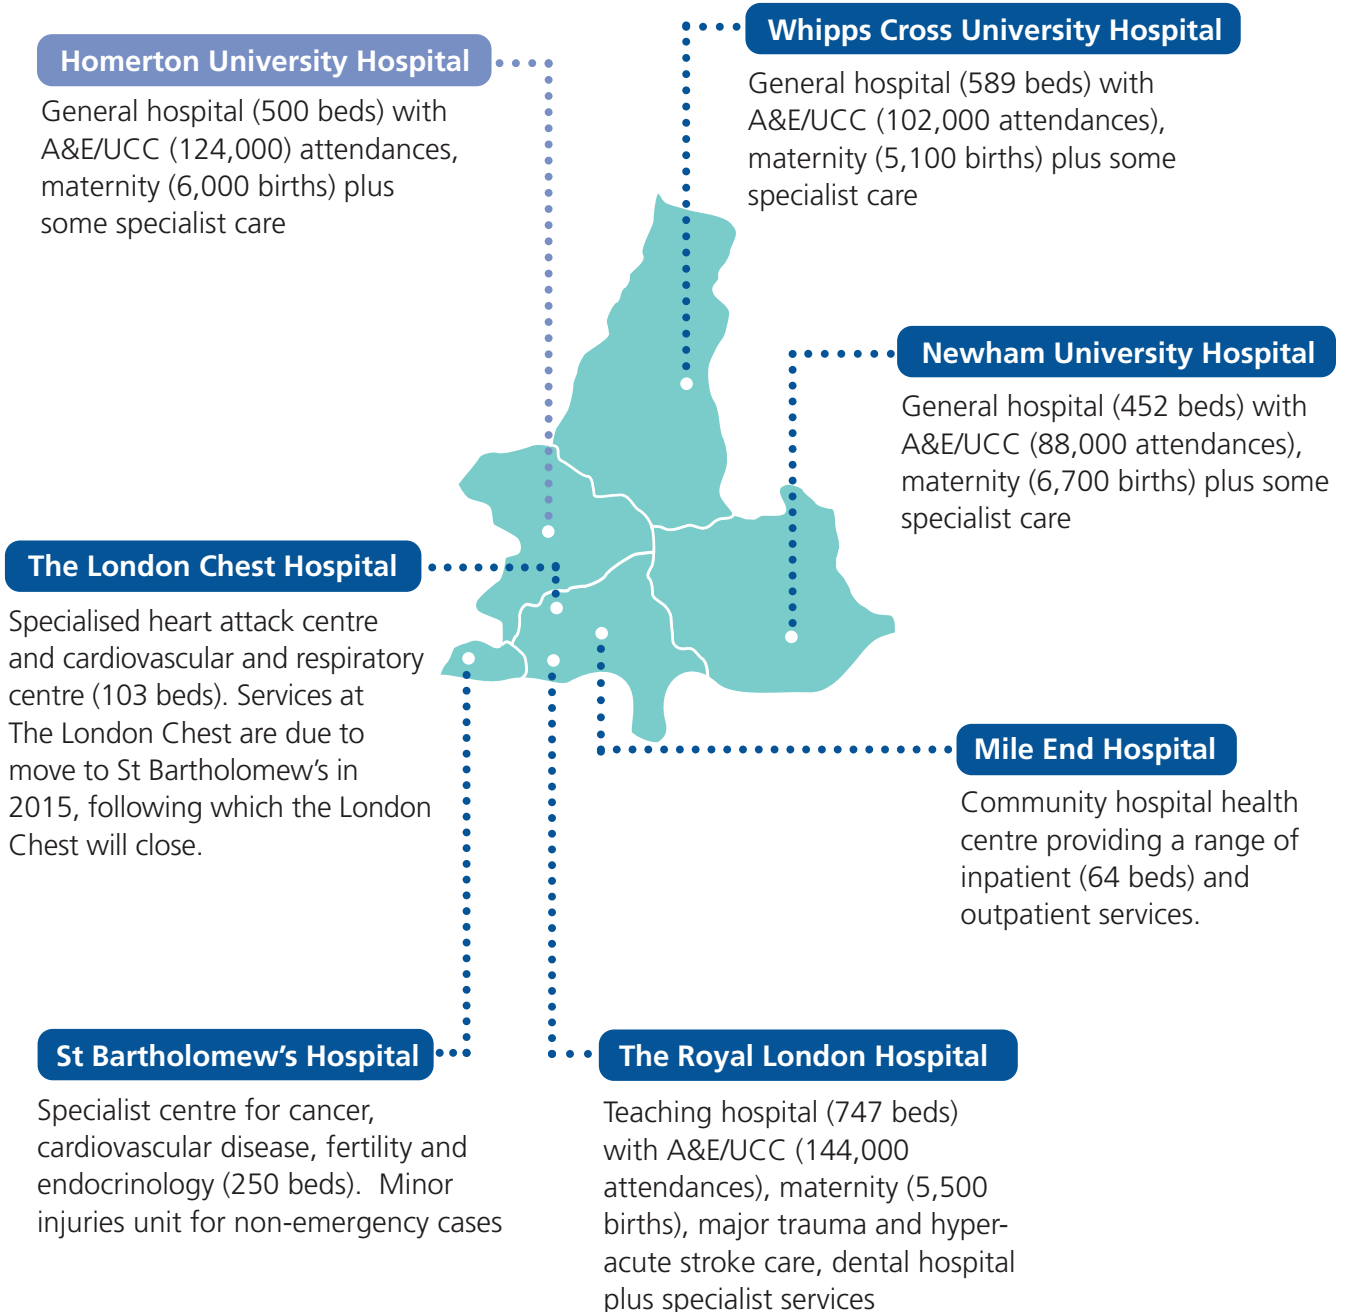 Homerton University Hospital
General hospital (500 beds) with
A&E/UCC (124,000) attendances,
maternity (6,000 births) plus
some specialist care
Whipps Cross University Hospital
General hospital (589 beds) with
A&E/UCC (102,000 attendances),
maternity (5,100 births) plus some
specialist care
Newham University Hospital
General hospital (452 beds) with
A&E/UCC (88,000 attendances),
maternity (6,700 births) plus some
specialist care
The London Chest Hospital
Specialised heart attack centre
and cardiovascular and respiratory
centre (103 beds). Services at
The London Chest are due to
move to St Bartholomew’s in
2015, following which the London
Chest will close.
Mile End Hospital
Community hospital health
centre providing a range of
inpatient (64 beds) and
outpatient services.
St Bartholomew’s Hospital
Specialist centre for cancer,
cardiovascular disease, fertility and
endocrinology (250 beds).  Minor
injuries unit for non-emergency cases
The Royal London Hospital
Teaching hospital (747 beds)
with A&E/UCC (144,000
attendances), maternity (5,500
births), major trauma and hyper-
acute stroke care, dental hospital
plus specialist services